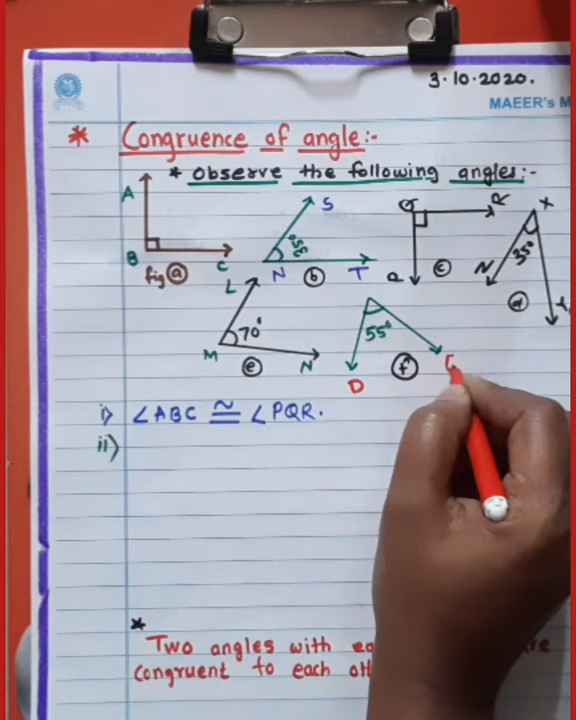 3.10.2020.
MAEER's M
* Congruence of angle:-
* Observe the following angles:-
A
B
C
fig ⓐ
S
35°
N
T
ⓑ
Q
R
ⓒ
X
35°
N
ⓓ
L
70°
M
N
ⓔ
55°
D
ⓕ
i) ∠ABC ≅ ∠PQR.
ii)
*
Two angles with
congruent to each